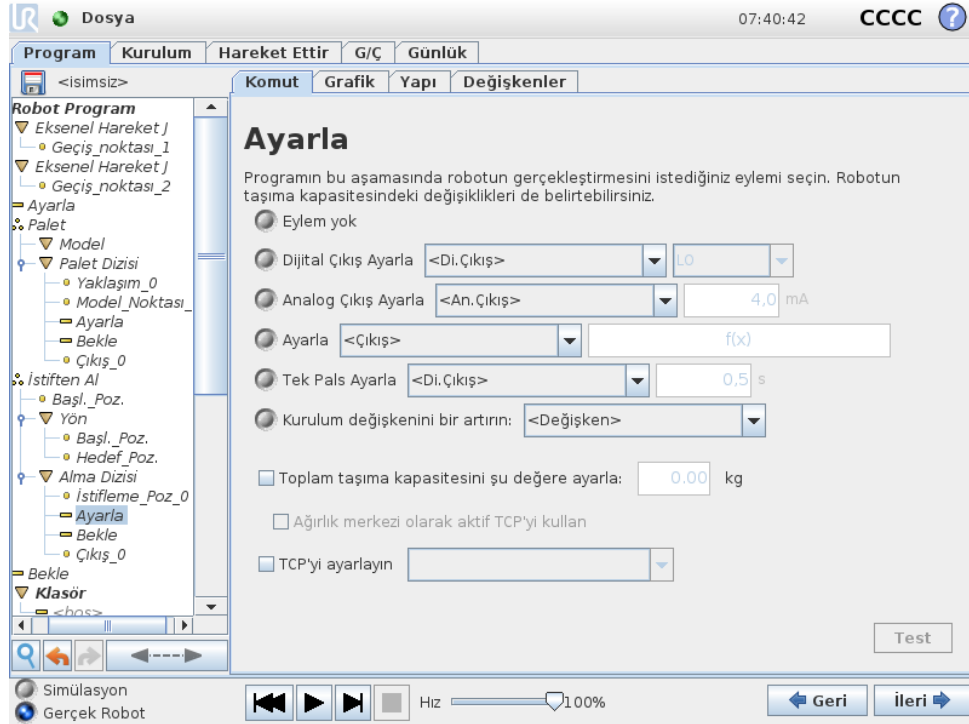 Dosya
07:40:42
CCCC
?
Program
Kurulum
Hareket Ettir
G/Ç
Günlük
<isimsiz>
Komut
Grafik
Yapı
Değişkenler
Robot Program
Eksenel Hareket J
Geçiş_noktası_1
Eksenel Hareket J
Geçiş_noktası_2
Ayarla
Palet
Model
Palet Dizisi
Yaklaşım_0
Model_Noktası_
Ayarla
Bekle
Çıkış_0
İstiften Al
Başl._Poz.
Yön
Başl._Poz.
Hedef_Poz.
Alma Dizisi
İstifleme_Poz_0
Ayarla
Bekle
Çıkış_0
Bekle
Klasör
<boş>
Ayarla
Programın bu aşamasında robotun gerçekleştirmesini istediğiniz eylemi seçin. Robotun
taşıma kapasitesindeki değişiklikleri de belirtebilirsiniz.
Eylem yok
Dijital Çıkış Ayarla <Di.Çıkış> LO
Analog Çıkış Ayarla <An.Çıkış> 4,0 mA
Ayarla <Çıkış> f(x)
Tek Pals Ayarla <Di.Çıkış> 0,5 s
Kurulum değişkenini bir artırın: <Değişken>
Toplam taşıma kapasitesini şu değere ayarla: 0.00 kg
Ağırlık merkezi olarak aktif TCP'yi kullan
TCP'yi ayarlayın
Test
Simülasyon
Gerçek Robot
Hız 100%
Geri
İleri